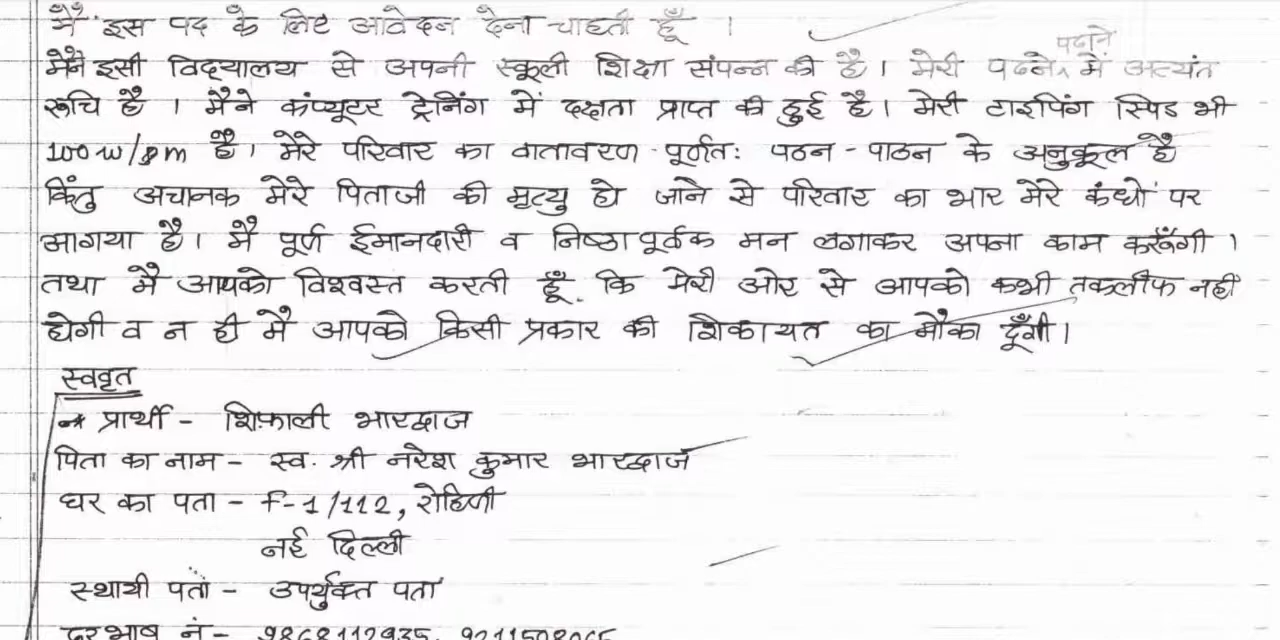 मैं इस पद के लिए आवेदन देना चाहती हूँ ।
पढाने
मैंने इसी विद्यालय से अपनी स्कूली शिक्षा संपन्न की है। मेरी पढने में अत्यंत
रूचि है । मैंने कंप्यूटर ट्रेनिंग में दक्षता प्राप्त की हुई है। मेरी टाइपिंग स्पिड भी
100 w/pm है। मेरे परिवार का वातावरण पूर्णतः पठन-पाठन के अनुकूल है
किंतु अचानक मेरे पिताजी की मृत्यु हो जाने से परिवार का भार मेरे कंधों पर
आगया है। मैं पूर्ण ईमानदारी व निष्ठापूर्वक मन लगाकर अपना काम करूँगी ।
तथा मैं आपको विश्वस्त करती हूँ कि मेरी ओर से आपको कभी तकलीफ नहीं
होगी व न ही मैं आपको किसी प्रकार की शिकायत का मौका दूँगी।
स्ववृत
प्रार्थी - शिफ़ाली भारद्वाज
पिता का नाम - स्व. श्री नरेश कुमार भारद्वाज
घर का पता - F-1/112, रोहिणी
नई दिल्ली
स्थायी पता - उपर्युक्त पता
दूरभाष नं- 9868112935,